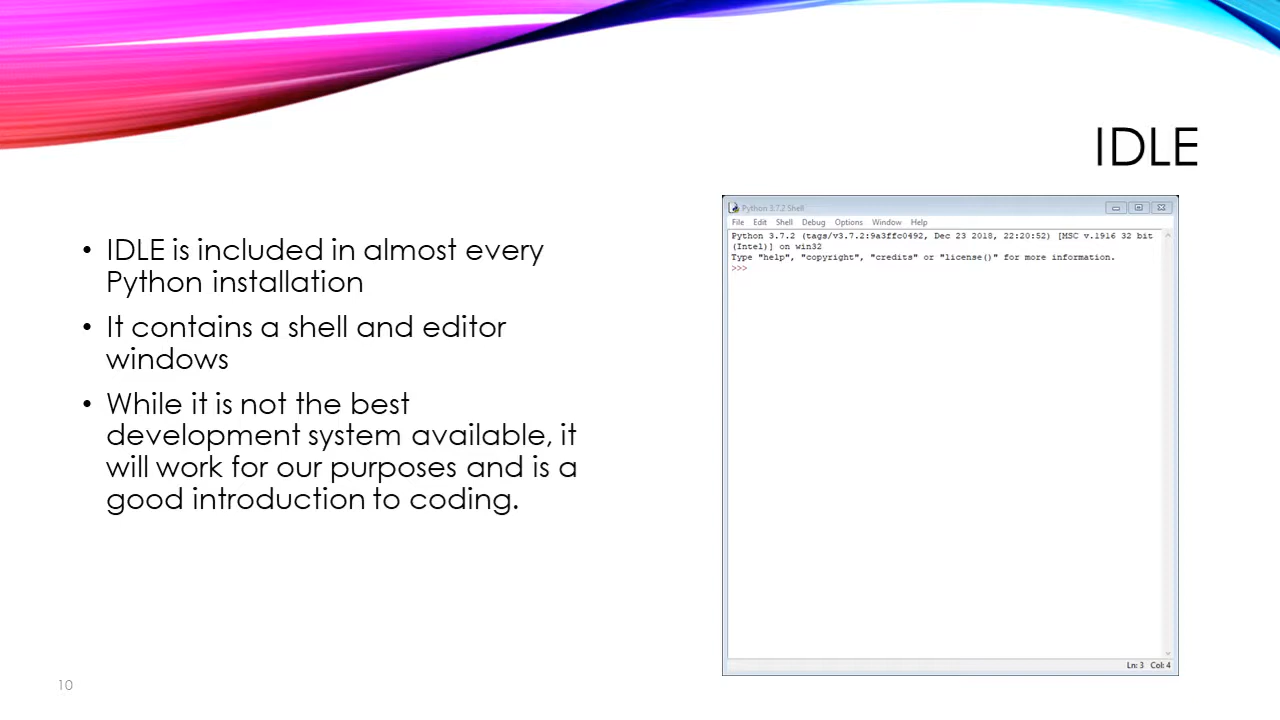 IDLE
• IDLE is included in almost every
Python installation
• It contains a shell and editor
windows
• While it is not the best
development system available, it
will work for our purposes and is a
good introduction to coding.
Python 3.7.2 Shell
File Edit Shell Debug Options Window Help
Python 3.7.2 (tags/v3.7.2:9a3ffc0492, Dec 23 2018, 22:20:52) [MSC v.1916 32 bit
(Intel)] on win32
Type "help", "copyright", "credits" or "license()" for more information.
>>>
Ln: 3 Col: 4
10